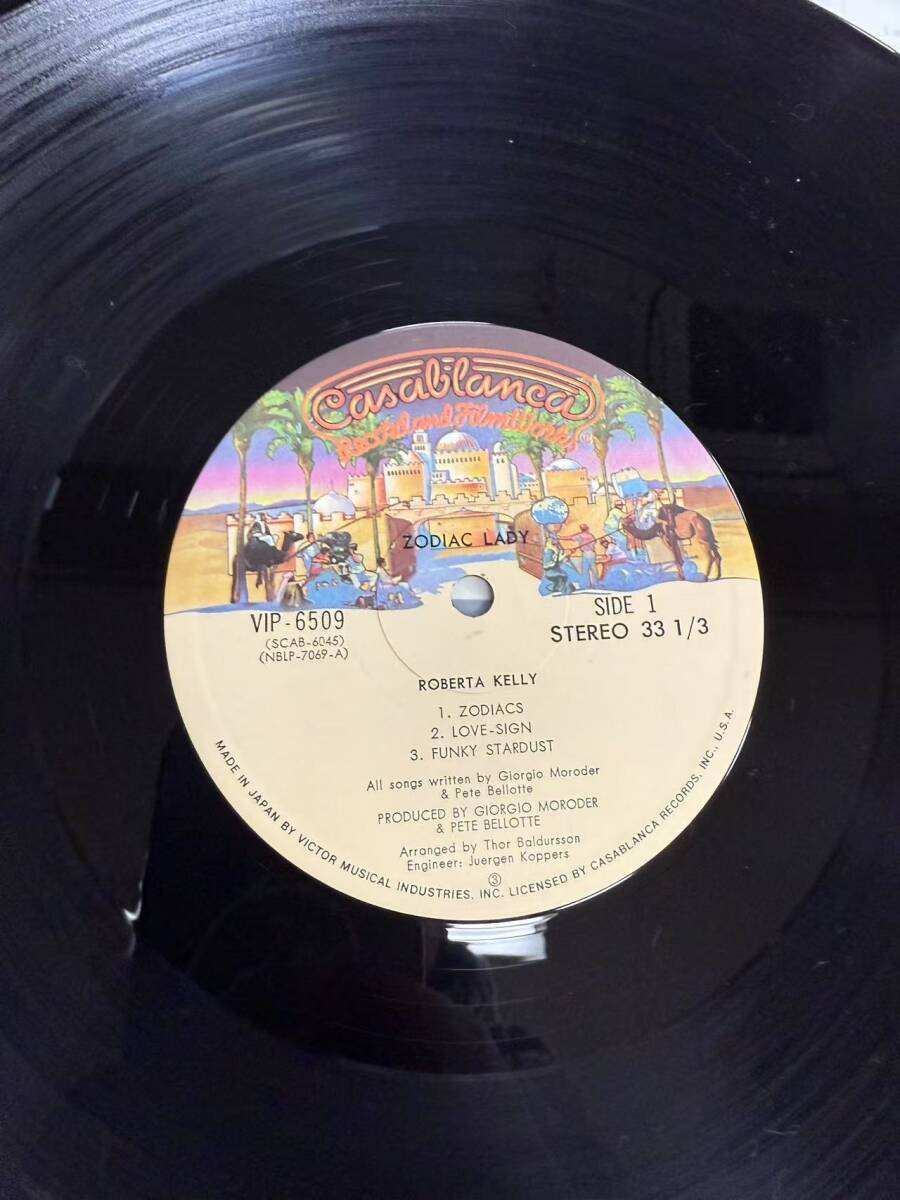 Casablanca
Record and FilmWorks
ZODIAC LADY
VIP-6509
(SCAB-6045)
(NBLP-7069-A)
SIDE 1
STEREO 33 1/3
ROBERTA KELLY
1. ZODIACS
2. LOVE-SIGN
3. FUNKY STARDUST
All songs written by Giorgio Moroder
& Pete Bellotte
PRODUCED BY GIORGIO MORODER
& PETE BELLOTTE
Arranged by Thor Baldursson
Engineer: Juergen Koppers
③
MADE IN JAPAN BY VICTOR MUSICAL INDUSTRIES, INC. LICENSED BY CASABLANCA RECORDS, INC., U.S.A.